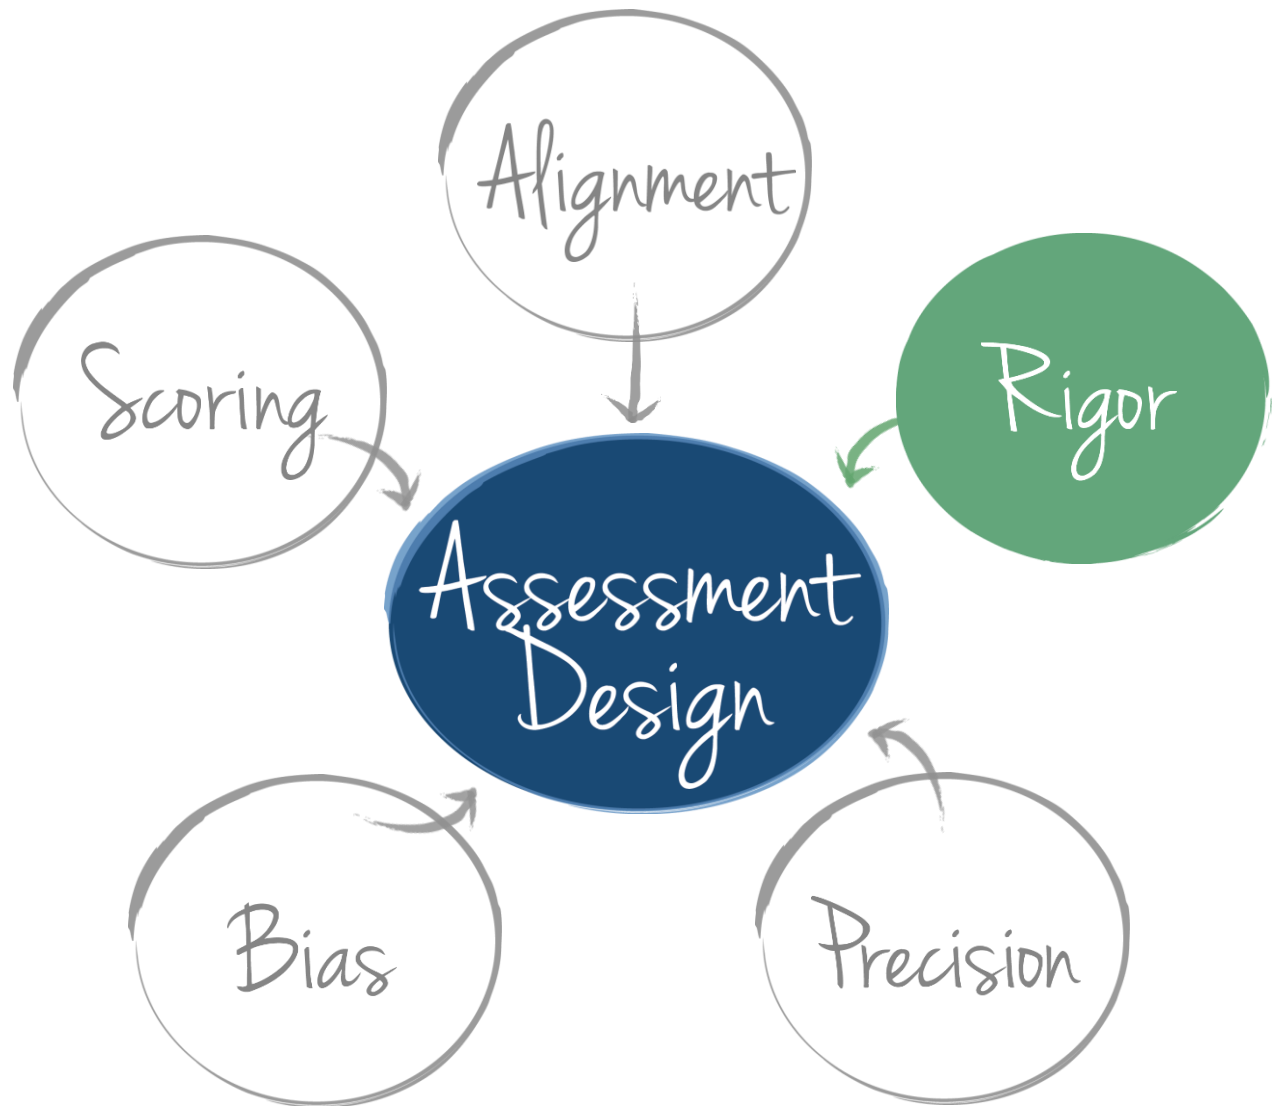 Alignment
Scoring
Rigor
Assessment
Design
Bias
Precision